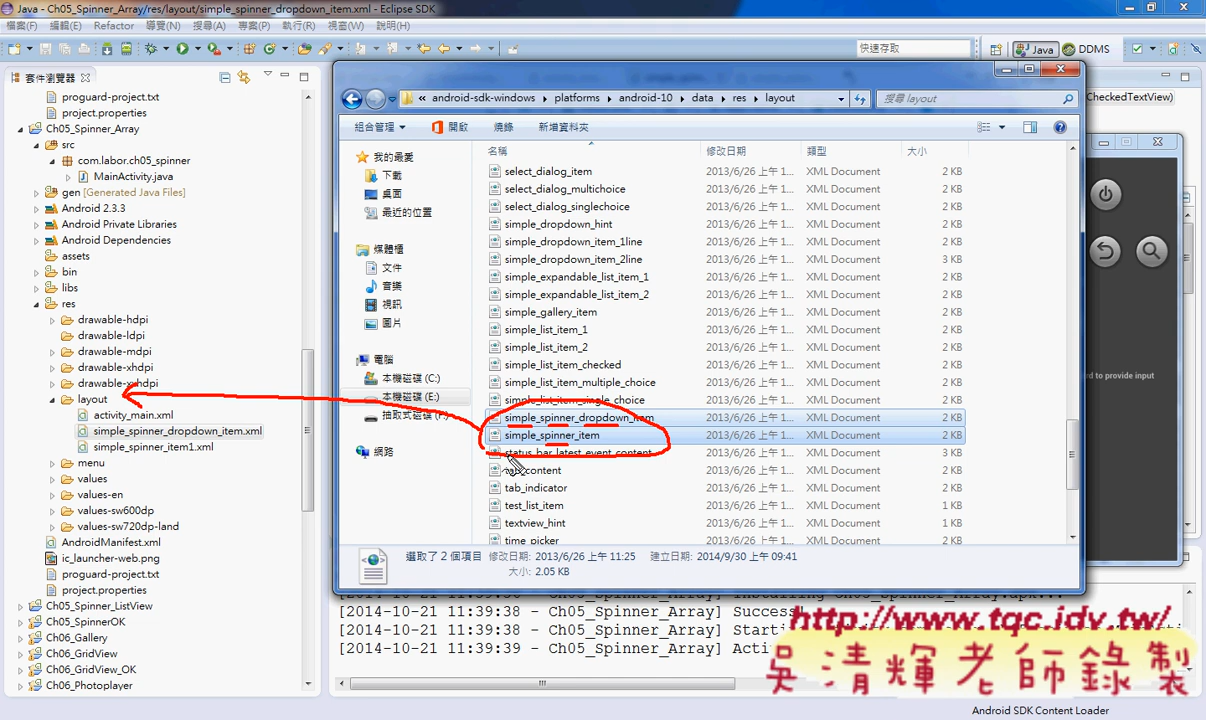 Java - Ch05_Spinner_Array/res/layout/simple_spinner_dropdown_item.xml - Eclipse SDK
檔案(F) 編輯(E) Refactor 導覽(N) 搜尋(A) 專案(P) 執行(R) 視窗(W) 說明(H)
快速存取
Java
DDMS
套件瀏覽器
proguard-project.txt
project.properties
Ch05_Spinner_Array
src
com.labor.ch05_spinner
MainActivity.java
gen [Generated Java Files]
Android 2.3.3
Android Private Libraries
Android Dependencies
assets
bin
libs
res
drawable-hdpi
drawable-ldpi
drawable-mdpi
drawable-xhdpi
drawable-xxhdpi
layout
activity_main.xml
simple_spinner_dropdown_item.xml
simple_spinner_item1.xml
menu
values
values-en
values-sw600dp
values-sw720dp-land
AndroidManifest.xml
ic_launcher-web.png
proguard-project.txt
project.properties
Ch05_Spinner_ListView
Ch05_SpinnerOK
Ch06_Gallery
Ch06_GridView
Ch06_GridView_OK
Ch06_Photoplayer
« android-sdk-windows platforms android-10 data res layout
搜尋 layout
組合管理 開啟 燒錄 新增資料夾
我的最愛
下載
桌面
最近的位置
媒體櫃
文件
音樂
視訊
圖片
電腦
本機磁碟 (C:)
本機磁碟 (E:)
抽取式磁碟 (F:)
網路
名稱 修改日期 類型 大小
select_dialog_item 2013/6/26 上午 1... XML Document 2 KB
select_dialog_multichoice 2013/6/26 上午 1... XML Document 2 KB
select_dialog_singlechoice 2013/6/26 上午 1... XML Document 2 KB
simple_dropdown_hint 2013/6/26 上午 1... XML Document 2 KB
simple_dropdown_item_1line 2013/6/26 上午 1... XML Document 2 KB
simple_dropdown_item_2line 2013/6/26 上午 1... XML Document 3 KB
simple_expandable_list_item_1 2013/6/26 上午 1... XML Document 2 KB
simple_expandable_list_item_2 2013/6/26 上午 1... XML Document 2 KB
simple_gallery_item 2013/6/26 上午 1... XML Document 2 KB
simple_list_item_1 2013/6/26 上午 1... XML Document 2 KB
simple_list_item_2 2013/6/26 上午 1... XML Document 2 KB
simple_list_item_checked 2013/6/26 上午 1... XML Document 2 KB
simple_list_item_multiple_choice 2013/6/26 上午 1... XML Document 2 KB
simple_list_item_single_choice 2013/6/26 上午 1... XML Document 2 KB
simple_spinner_dropdown_item 2013/6/26 上午 1... XML Document 2 KB
simple_spinner_item 2013/6/26 上午 1... XML Document 2 KB
status_bar_latest_event_content 2013/6/26 上午 1... XML Document 3 KB
tab_content 2013/6/26 上午 1... XML Document 2 KB
tab_indicator 2013/6/26 上午 1... XML Document 2 KB
test_list_item 2013/6/26 上午 1... XML Document 1 KB
textview_hint 2013/6/26 上午 1... XML Document 1 KB
time_picker 2013/6/26 上午 1... XML Document 2 KB
選取了 2 個項目 修改日期: 2013/6/26 上午 11:25 建立日期: 2014/9/30 上午 09:41
大小: 2.05 KB
CheckedTextView)
rd to provide input
[2014-10-21 11:39:38 - Ch05_Spinner_Array] Installing Ch05_Spinner_Array.apk...
[2014-10-21 11:39:38 - Ch05_Spinner_Array] Success!
[2014-10-21 11:39:38 - Ch05_Spinner_Array] Starti
[2014-10-21 11:39:39 - Ch05_Spinner_Array] Acti
http://www.tqc.idv.tw/
吳清輝老師錄製
Android SDK Content Loader